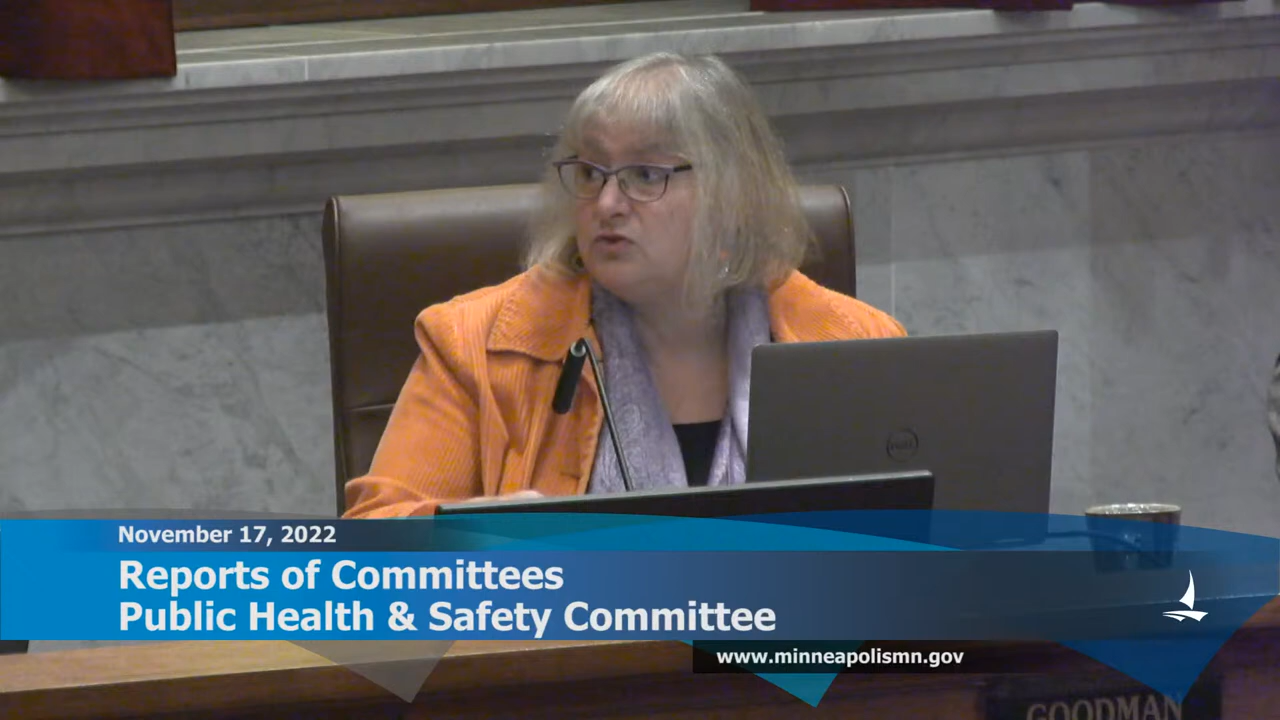 DELL
November 17, 2022
Reports of Committees
Public Health & Safety Committee
www.minneapolismn.gov
GOODMAN